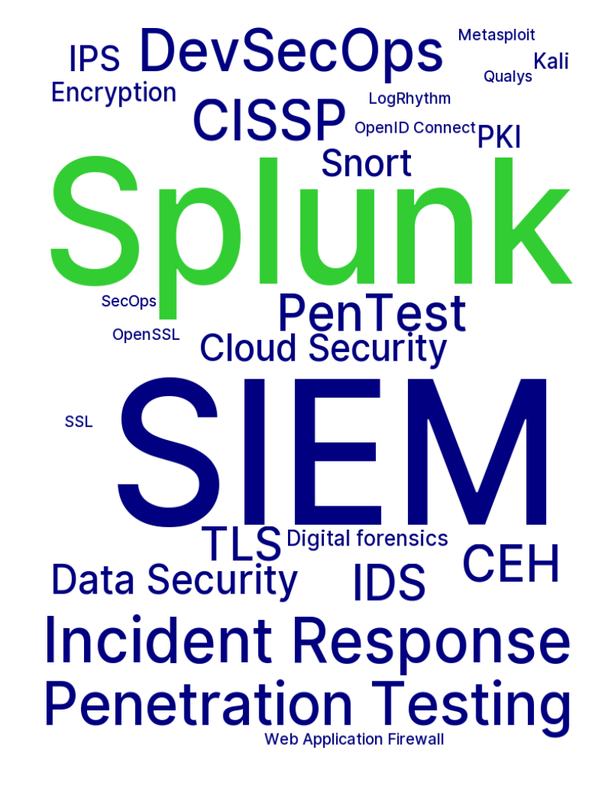 Metasploit
DevSecOps
IPS
Kali
Qualys
Encryption
LogRhythm
CISSP
OpenID Connect
PKI
Snort
Splunk
SecOps
PenTest
OpenSSL
Cloud Security
SIEM
SSL
TLS
Digital forensics
CEH
Data Security
IDS
Incident Response
Penetration Testing
Web Application Firewall